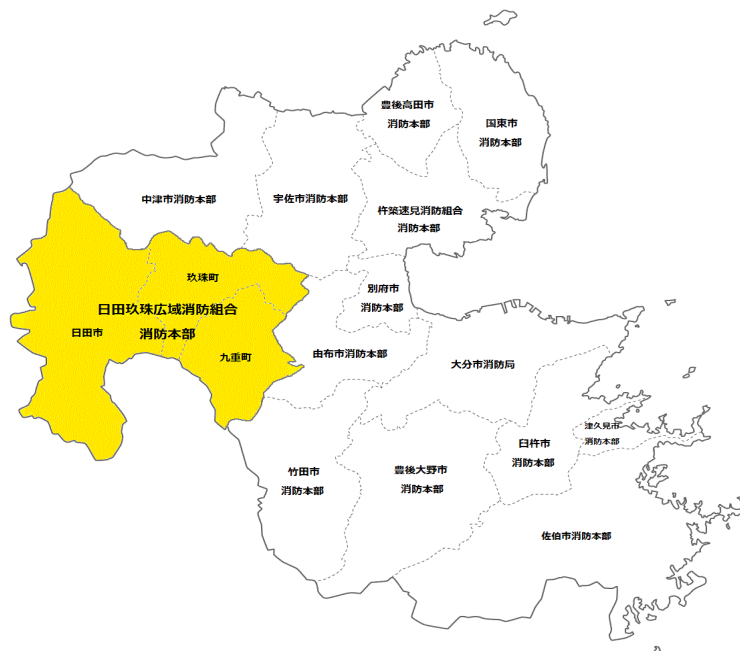 豊後高田市
消防本部
国東市
消防本部
中津市消防本部
宇佐市消防本部
杵築速見消防組合
消防本部
玖珠町
別府市
消防本部
日田玖珠広域消防組合
消防本部
日田市
九重町
由布市消防本部
大分市消防局
津久見市
消防本部
臼杵市
消防本部
竹田市
消防本部
豊後大野市
消防本部
佐伯市消防本部